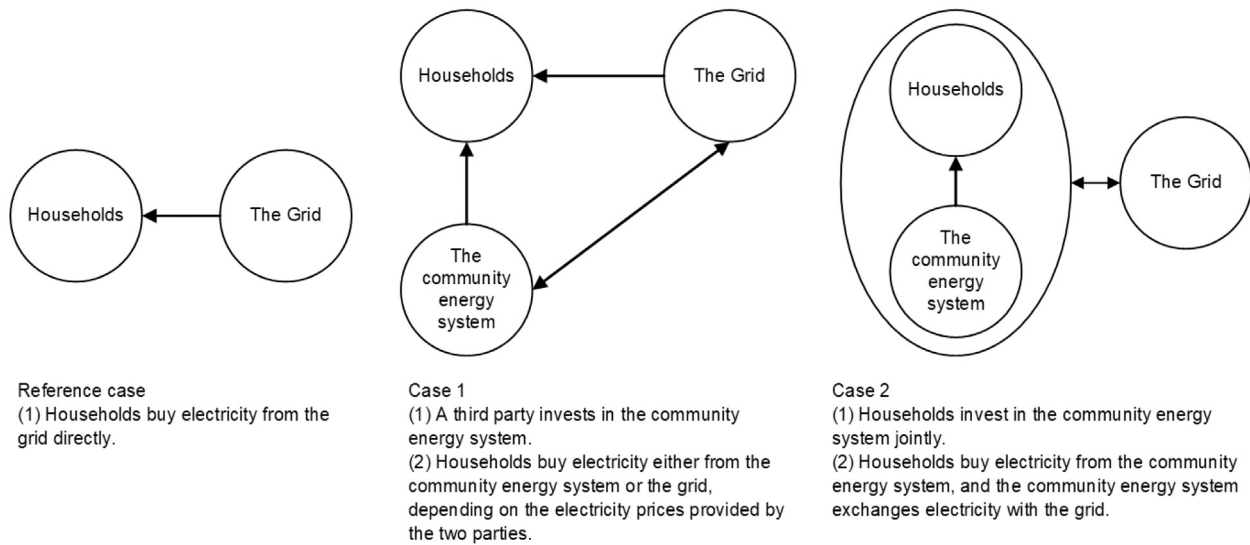 Households
The Grid
Reference case
(1) Households buy electricity from the
grid directly.
Households
The Grid
The
community
energy
system
Case 1
(1) A third party invests in the community
energy system.
(2) Households buy electricity either from the
community energy system or the grid,
depending on the electricity prices provided by
the two parties.
Households
The
community
energy
system
The Grid
Case 2
(1) Households invest in the community energy
system jointly.
(2) Households buy electricity from the community
energy system, and the community energy system
exchanges electricity with the grid.